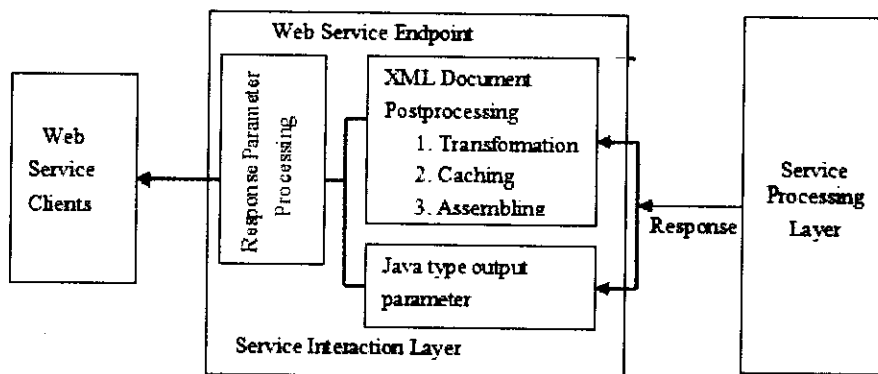 Web Service Endpoint
Web
Service
Clients
Response Parameter
Processing
XML Document
Postprocessing
1. Transformation
2. Caching
3. Assembling
Java type output
parameter
Service Interaction Layer
Response
Service
Processing
Layer